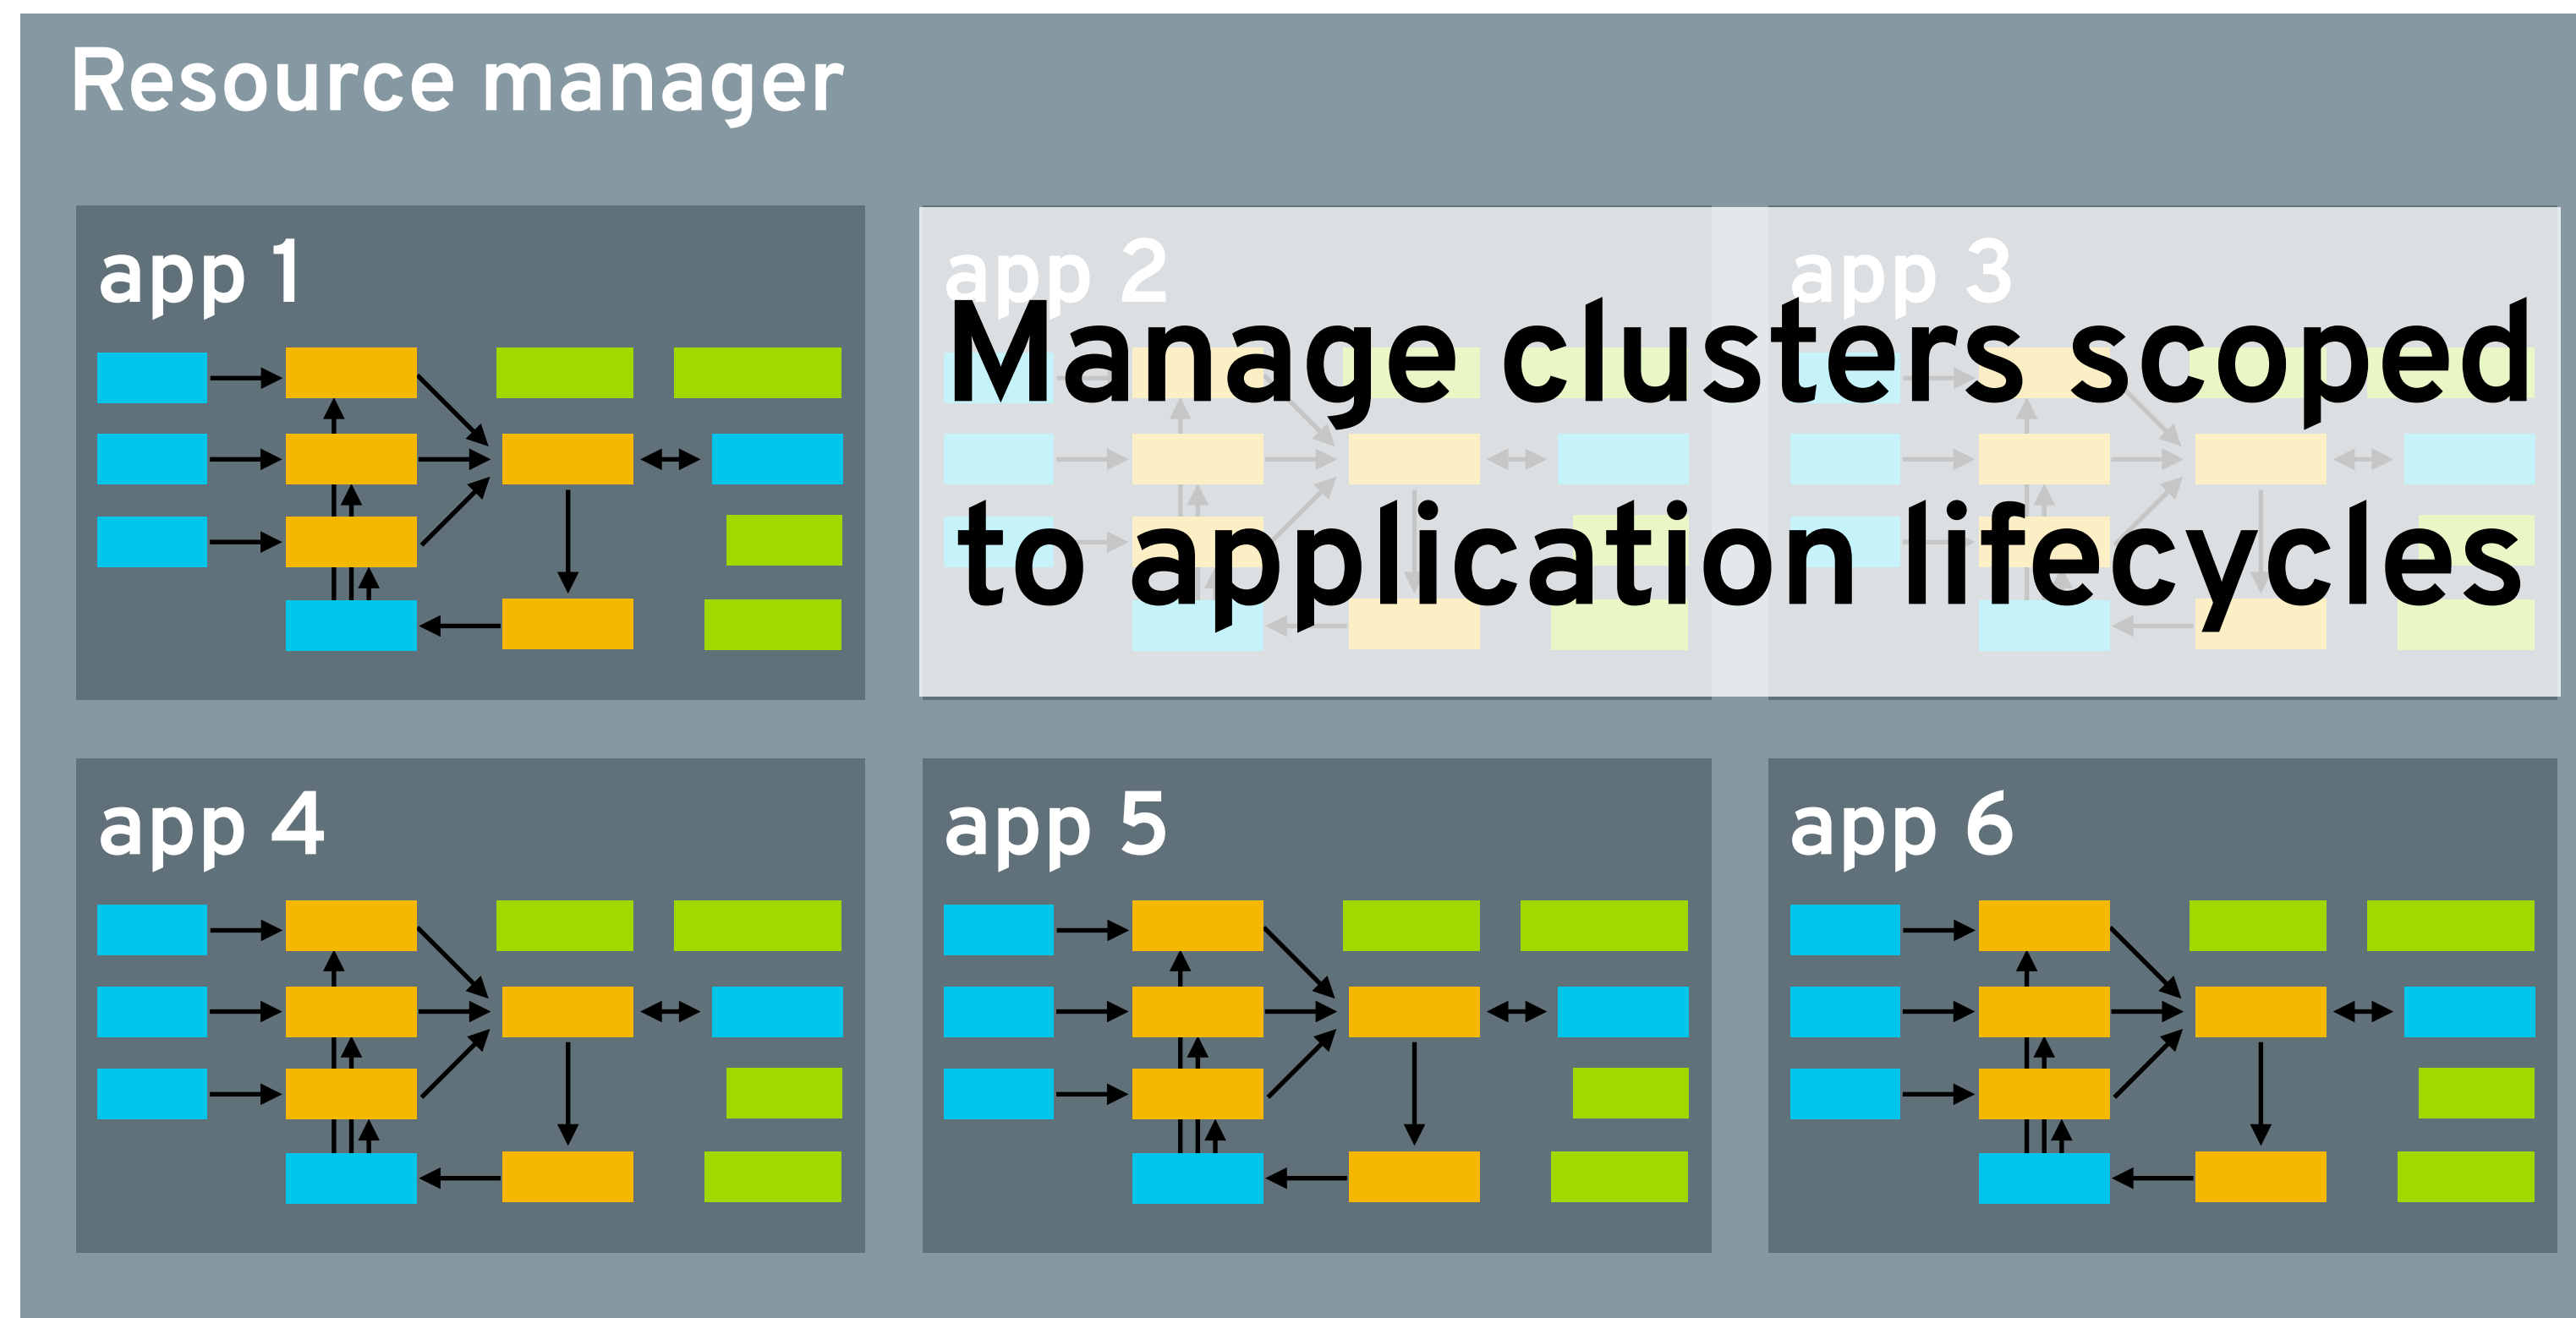 Resource manager
app 1
app 2
app 3
Manage clusters scoped
to application lifecycles
app 4
app 5
app 6